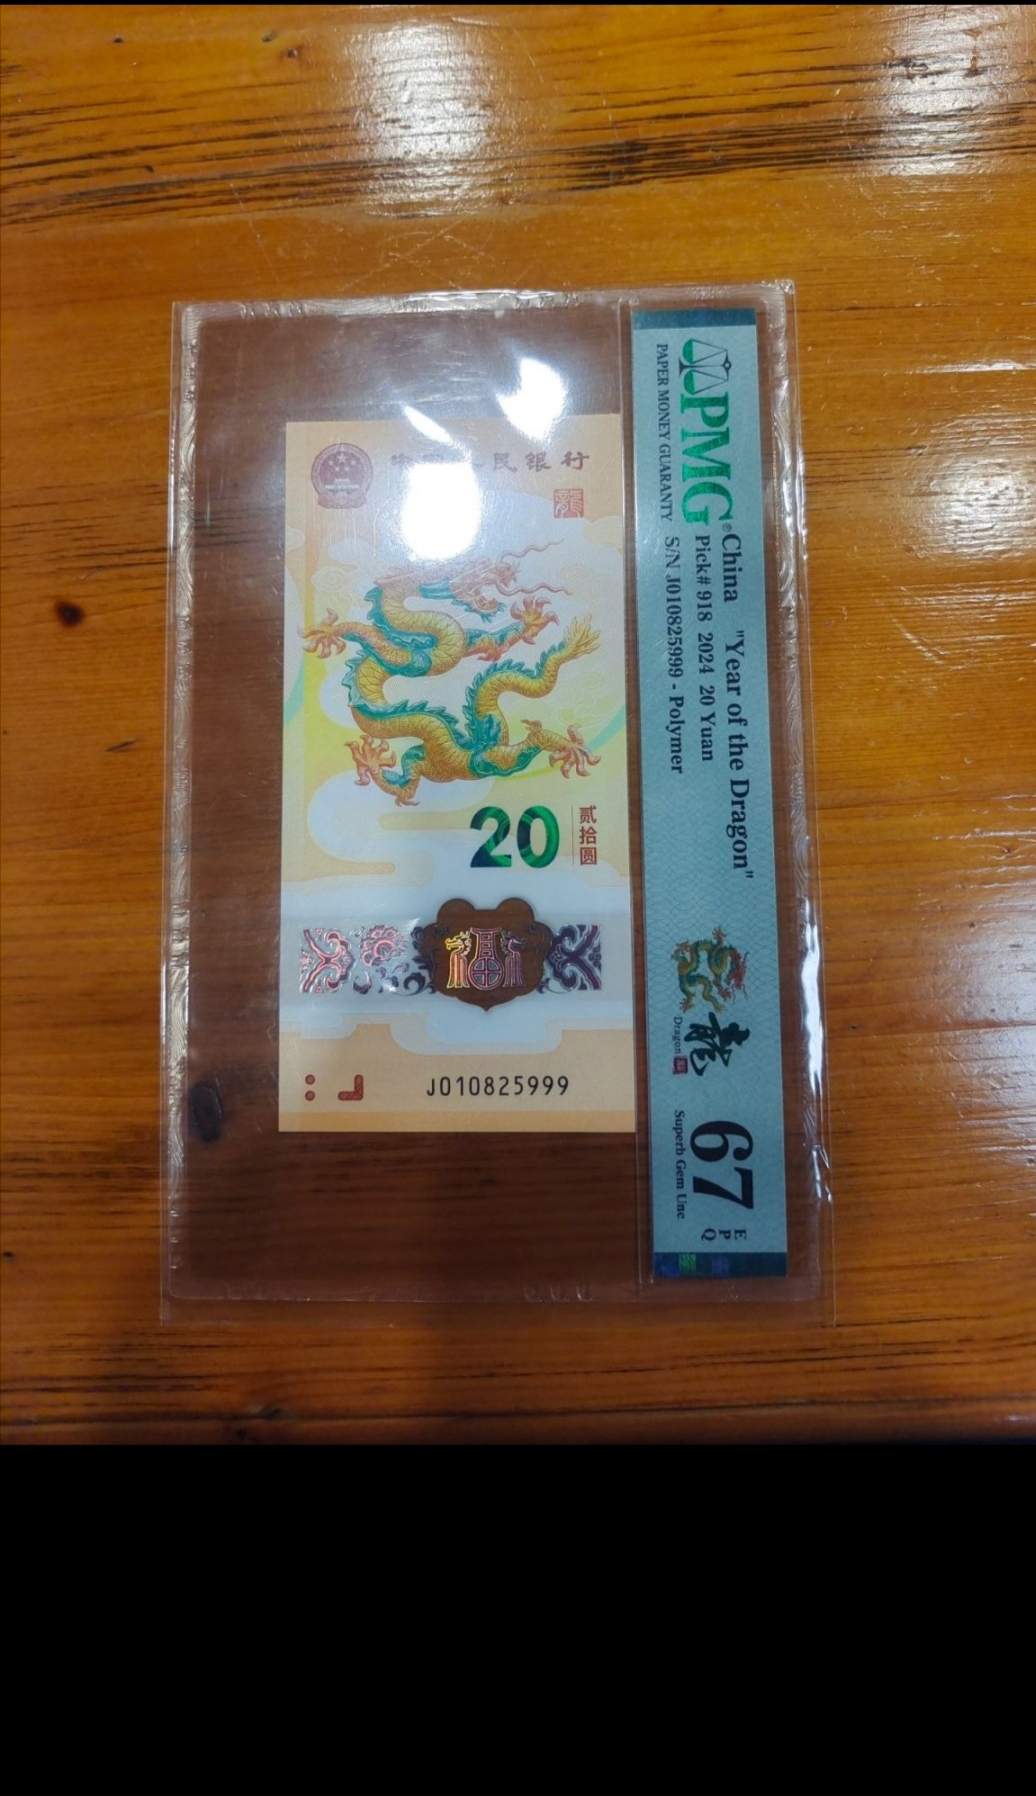 中国人民银行
龍
20
贰拾圆
J010825999
PMG®
PAPER MONEY GUARANTY
China "Year of the Dragon"
Pick# 918 2024 20 Yuan
S/N J010825999 - Polymer
龍
Dragon
67 EPQ
Superb Gem Unc